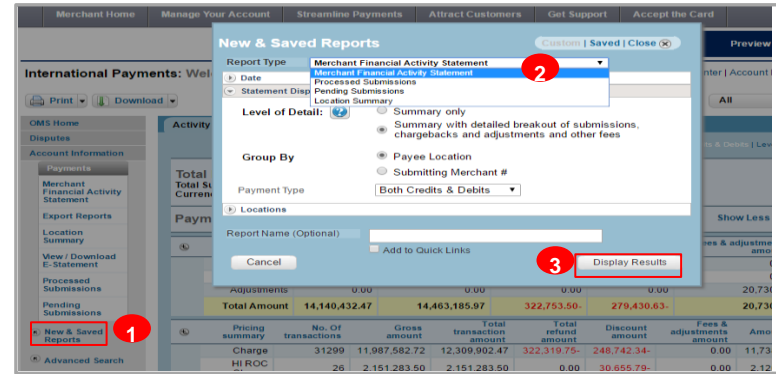 Merchant Home Manage Your Account Streamline Payments Attract Customers Get Support Accept the Card
Preview
New & Saved Reports
Custom | Saved | Close
Report Type Merchant Financial Activity Statement
Merchant Financial Activity Statement
Processed Submissions
Pending Submissions
Location Summary
2
Date
Statement Disp
Level of Detail: ? Summary only
Summary with detailed breakout of submissions,
chargebacks and adjustments and other fees
Group By Payee Location
Submitting Merchant #
Payment Type Both Credits & Debits
Locations
Report Name (Optional)
Add to Quick Links
Cancel 3 Display Results
International Payments: Wel
nter | Account
Print Download All
OMS Home
Disputes
Account Information
Payments
Merchant
Financial Activity
Statement
Export Reports
Location
Summary
View / Download
E-Statement
Processed
Submissions
Pending
Submissions
New & Saved
Reports
1
Advanced Search
Activity
ts & Debits | Lev
Total
Total Su
Curren
Paym Show Less
ees & adjustme
amo
Adjustments 0.00 0.00 0.00 0.00 20,730
Total Amount 14,140,432.47 14,463,185.97 322,753.50- 279,430.63- 20,730
Pricing
summary
No. Of
transactions
Gross
amount
Total
transaction
amount
Total
refund
amount
Discount
amount
Fees &
adjustments
amount
Amo
Charge 31299 11,987,582.72 12,309,902.47 322,319.75- 248,742.34- 0.00 11,73
HI ROC 26 2,151,283.50 2,151,283.50 0.00 30,655.79- 0.00 2,12